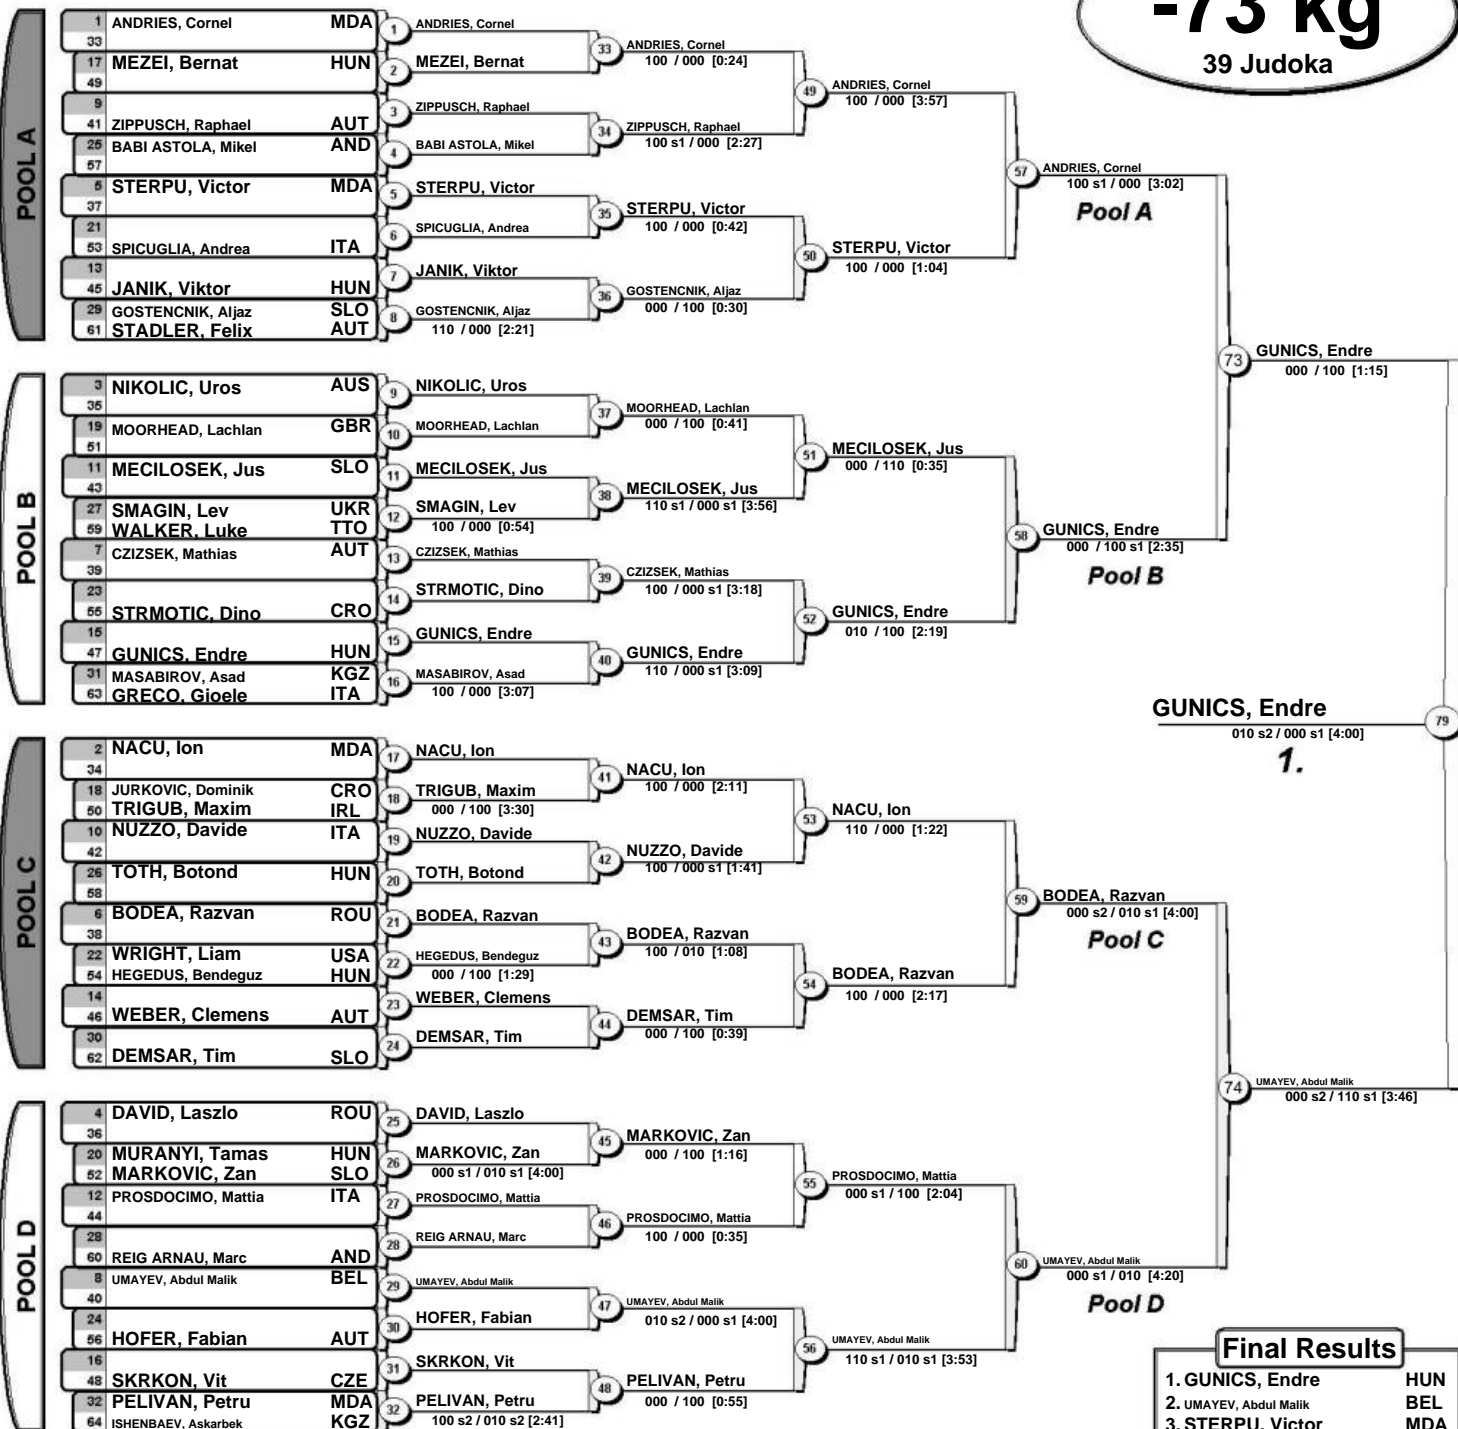 -73 kg
39 Judoka
POOL A
1 ANDRIES, Cornel MDA
33
17 MEZEI, Bernat HUN
49
9
41 ZIPPUSCH, Raphael AUT
25 BABI ASTOLA, Mikel AND
57
5 STERPU, Victor MDA
37
21
53 SPICUGLIA, Andrea ITA
13
45 JANIK, Viktor HUN
29 GOSTENCNIK, Aljaz SLO
61 STADLER, Felix AUT
1 ANDRIES, Cornel
2 MEZEI, Bernat
3 ZIPPUSCH, Raphael
4 BABI ASTOLA, Mikel
5 STERPU, Victor
6 SPICUGLIA, Andrea
7 JANIK, Viktor
8 GOSTENCNIK, Aljaz
110 / 000 [2:21]
33 ANDRIES, Cornel
100 / 000 [0:24]
34 ZIPPUSCH, Raphael
100 s1 / 000 [2:27]
35 STERPU, Victor
100 / 000 [0:42]
36 GOSTENCNIK, Aljaz
000 / 100 [0:30]
49 ANDRIES, Cornel
100 / 000 [3:57]
50 STERPU, Victor
100 / 000 [1:04]
57 ANDRIES, Cornel
100 s1 / 000 [3:02]
Pool A
POOL B
3 NIKOLIC, Uros AUS
35
19 MOORHEAD, Lachlan GBR
51
11 MECILOSEK, Jus SLO
43
27 SMAGIN, Lev UKR
59 WALKER, Luke TTO
7 CZIZSEK, Mathias AUT
39
23
55 STRMOTIC, Dino CRO
15
47 GUNICS, Endre HUN
31 MASABIROV, Asad KGZ
63 GRECO, Gioele ITA
9 NIKOLIC, Uros
10 MOORHEAD, Lachlan
11 MECILOSEK, Jus
12 SMAGIN, Lev
100 / 000 [0:54]
13 CZIZSEK, Mathias
14 STRMOTIC, Dino
15 GUNICS, Endre
16 MASABIROV, Asad
100 / 000 [3:07]
37 MOORHEAD, Lachlan
000 / 100 [0:41]
38 MECILOSEK, Jus
110 s1 / 000 s1 [3:56]
39 CZIZSEK, Mathias
100 / 000 s1 [3:18]
40 GUNICS, Endre
110 / 000 s1 [3:09]
51 MECILOSEK, Jus
000 / 110 [0:35]
52 GUNICS, Endre
010 / 100 [2:19]
58 GUNICS, Endre
000 / 100 s1 [2:35]
Pool B
73 GUNICS, Endre
000 / 100 [1:15]
GUNICS, Endre 79
010 s2 / 000 s1 [4:00]
1.
POOL C
2 NACU, Ion MDA
34
18 JURKOVIC, Dominik CRO
50 TRIGUB, Maxim IRL
10 NUZZO, Davide ITA
42
26 TOTH, Botond HUN
58
6 BODEA, Razvan ROU
38
22 WRIGHT, Liam USA
54 HEGEDUS, Bendeguz HUN
14
46 WEBER, Clemens AUT
30
62 DEMSAR, Tim SLO
17 NACU, Ion
18 TRIGUB, Maxim
000 / 100 [3:30]
19 NUZZO, Davide
20 TOTH, Botond
21 BODEA, Razvan
22 HEGEDUS, Bendeguz
000 / 100 [1:29]
23 WEBER, Clemens
24 DEMSAR, Tim
41 NACU, Ion
100 / 000 [2:11]
42 NUZZO, Davide
100 / 000 s1 [1:41]
43 BODEA, Razvan
100 / 010 [1:08]
44 DEMSAR, Tim
000 / 100 [0:39]
53 NACU, Ion
110 / 000 [1:22]
54 BODEA, Razvan
100 / 000 [2:17]
59 BODEA, Razvan
000 s2 / 010 s1 [4:00]
Pool C
74 UMAYEV, Abdul Malik
000 s2 / 110 s1 [3:46]
POOL D
4 DAVID, Laszlo ROU
36
20 MURANYI, Tamas HUN
52 MARKOVIC, Zan SLO
12 PROSDOCIMO, Mattia ITA
44
28
60 REIG ARNAU, Marc AND
8 UMAYEV, Abdul Malik BEL
40
24
56 HOFER, Fabian AUT
16
48 SKRKON, Vit CZE
32 PELIVAN, Petru MDA
64 ISHENBAEV, Askarbek KGZ
25 DAVID, Laszlo
26 MARKOVIC, Zan
000 s1 / 010 s1 [4:00]
27 PROSDOCIMO, Mattia
28 REIG ARNAU, Marc
29 UMAYEV, Abdul Malik
30 HOFER, Fabian
31 SKRKON, Vit
32 PELIVAN, Petru
100 s2 / 010 s2 [2:41]
45 MARKOVIC, Zan
000 / 100 [1:16]
46 PROSDOCIMO, Mattia
100 / 000 [0:35]
47 UMAYEV, Abdul Malik
010 s2 / 000 s1 [4:00]
48 PELIVAN, Petru
000 / 100 [0:55]
55 PROSDOCIMO, Mattia
000 s1 / 100 [2:04]
56 UMAYEV, Abdul Malik
110 s1 / 010 s1 [3:53]
60 UMAYEV, Abdul Malik
000 s1 / 010 [4:20]
Pool D
Final Results
1. GUNICS, Endre HUN
2. UMAYEV, Abdul Malik BEL
3. STERPU, Victor MDA